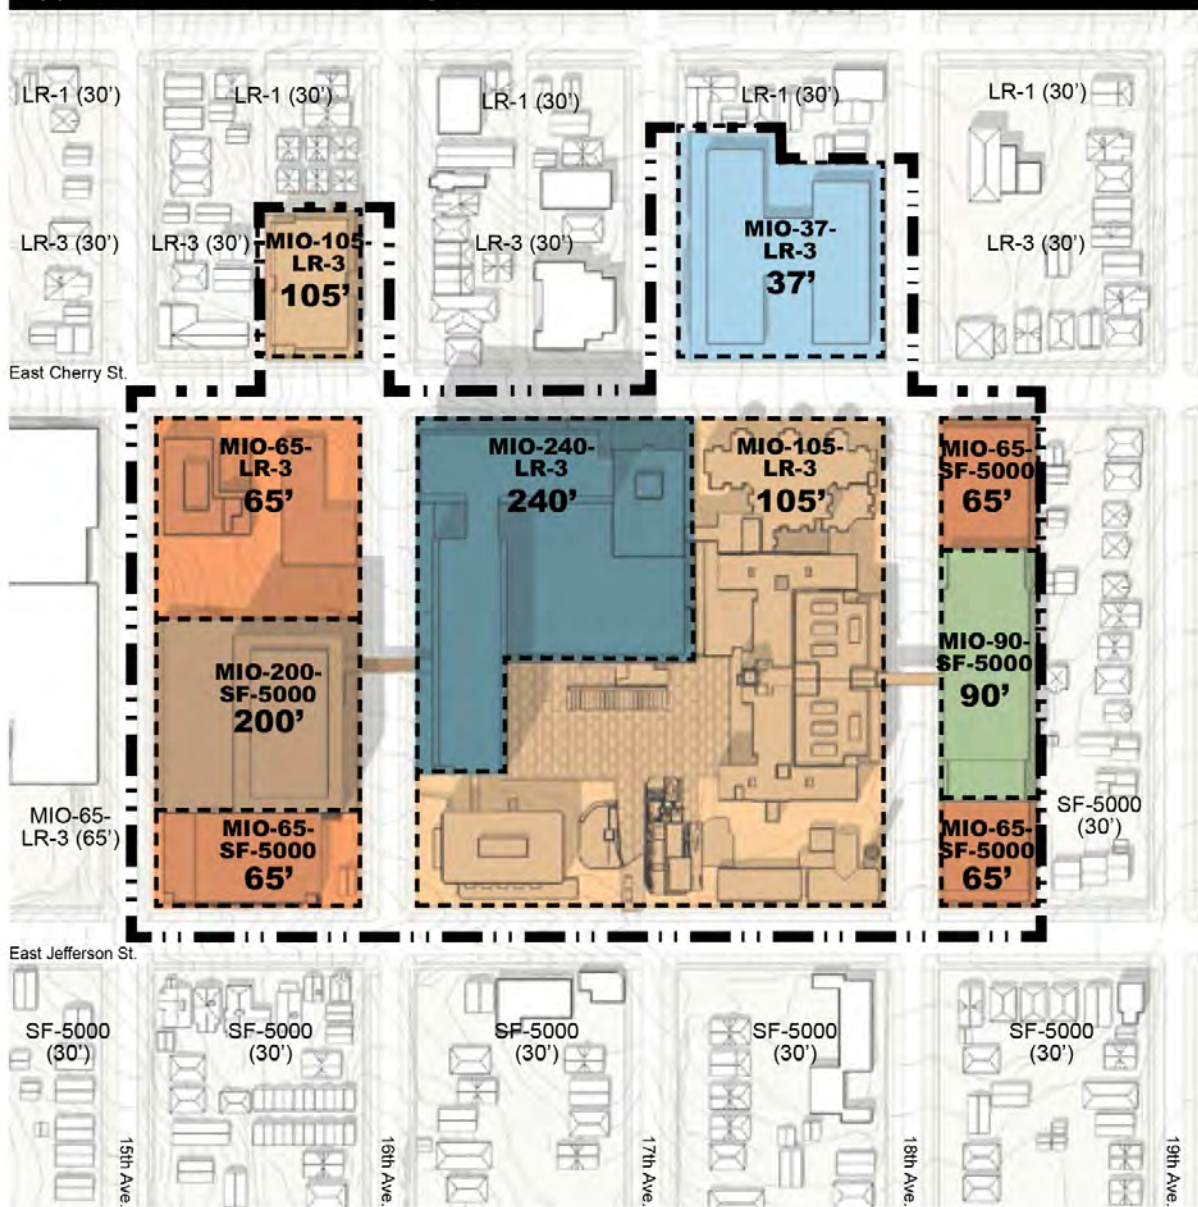 LR-1 (30’)
LR-1 (30’)
LR-1 (30’)
LR-1 (30’)
LR-1 (30’)
LR-3 (30’)
LR-3 (30’)
MIO-105-
LR-3
105’
LR-3 (30’)
MIO-37-
LR-3
37’
LR-3 (30’)
East Cherry St.
MIO-65-
LR-3
65’
MIO-240-
LR-3
240’
MIO-105-
LR-3
105’
MIO-65-
SF-5000
65’
MIO-200-
SF-5000
200’
MIO-90-
SF-5000
90’
MIO-65-
LR-3 (65’)
MIO-65-
SF-5000
65’
MIO-65-
SF-5000
65’
SF-5000
(30’)
East Jefferson St.
SF-5000
(30’)
SF-5000
(30’)
SF-5000
(30’)
SF-5000
(30’)
SF-5000
(30’)
15th Ave.
16th Ave.
17th Ave.
18th Ave.
19th Ave.